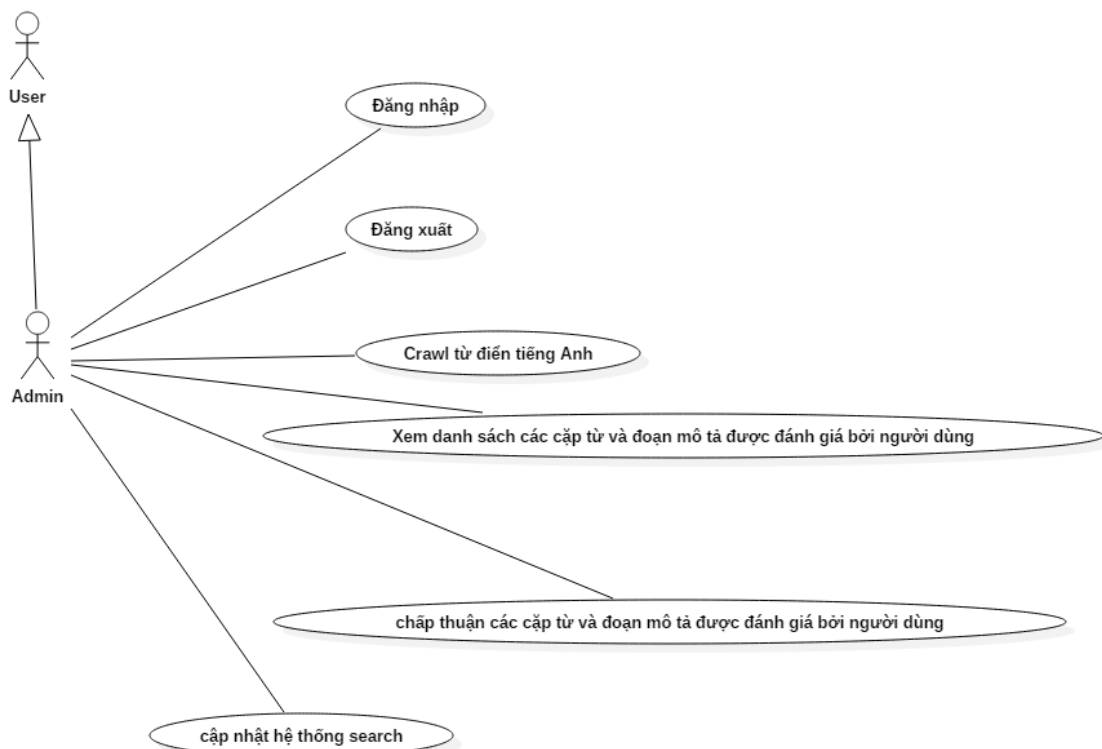 User
Đăng nhập
Đăng xuất
Crawl từ điển tiếng Anh
Admin
Xem danh sách các cặp từ và đoạn mô tả được đánh giá bởi người dùng
chấp thuận các cặp từ và đoạn mô tả được đánh giá bởi người dùng
cập nhật hệ thống search